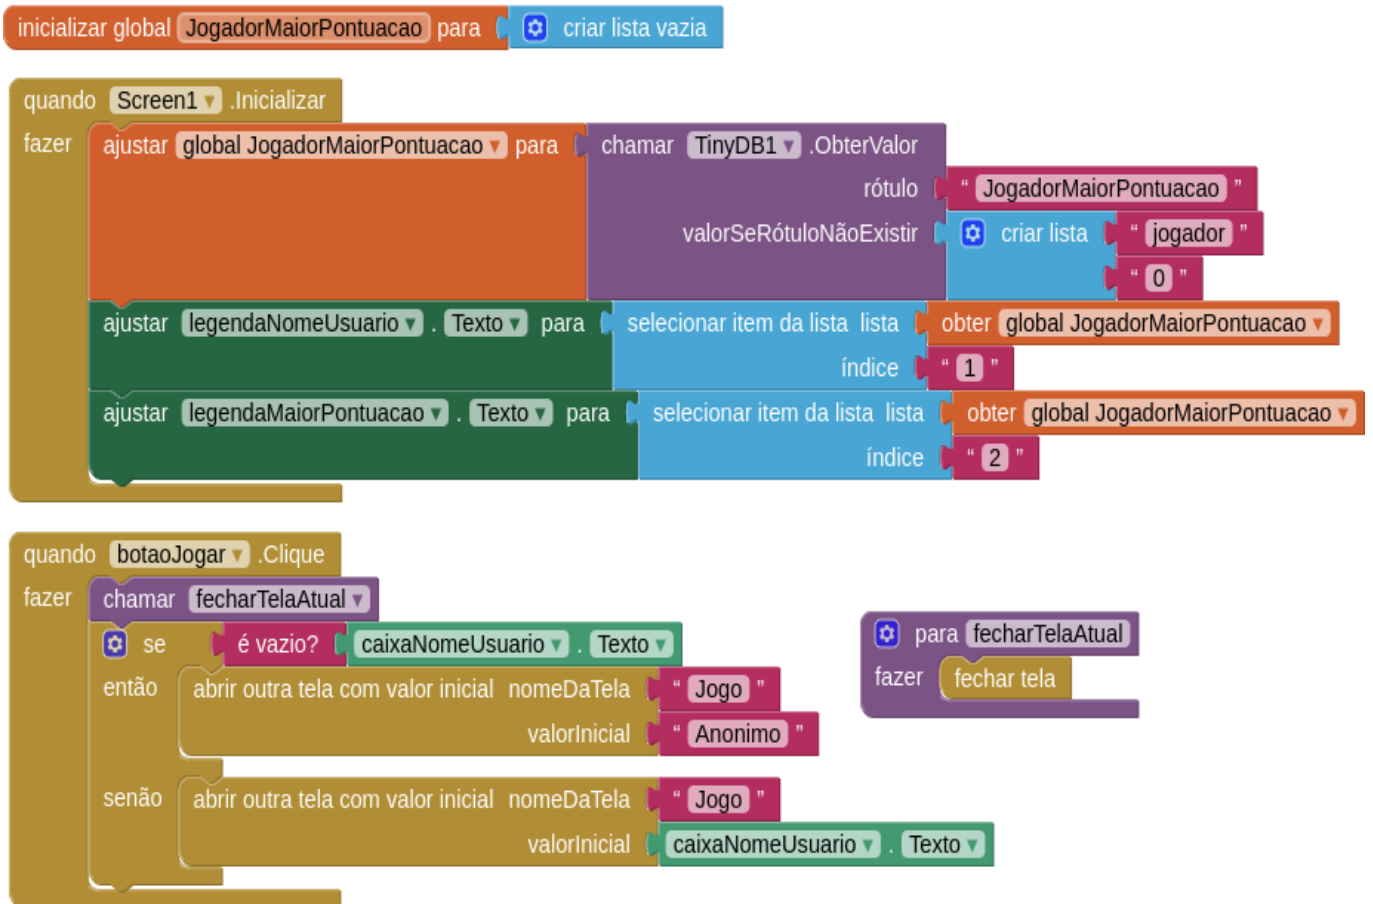 inicializar global JogadorMaiorPontuacao para criar lista vazia
quando Screen1 .Inicializar
fazer ajustar global JogadorMaiorPontuacao para chamar TinyDB1 .ObterValor
rótulo “ JogadorMaiorPontuacao ”
valorSeRótuloNãoExistir criar lista “ jogador ”
“ 0 ”
ajustar legendaNomeUsuario . Texto para selecionar item da lista lista obter global JogadorMaiorPontuacao
índice “ 1 ”
ajustar legendaMaiorPontuacao . Texto para selecionar item da lista lista obter global JogadorMaiorPontuacao
índice “ 2 ”
quando botaoJogar .Clique
fazer chamar fecharTelaAtual
se é vazio? caixaNomeUsuario . Texto
então abrir outra tela com valor inicial nomeDaTela “ Jogo ”
valorInicial “ Anonimo ”
senão abrir outra tela com valor inicial nomeDaTela “ Jogo ”
valorInicial caixaNomeUsuario . Texto
para fecharTelaAtual
fazer fechar tela